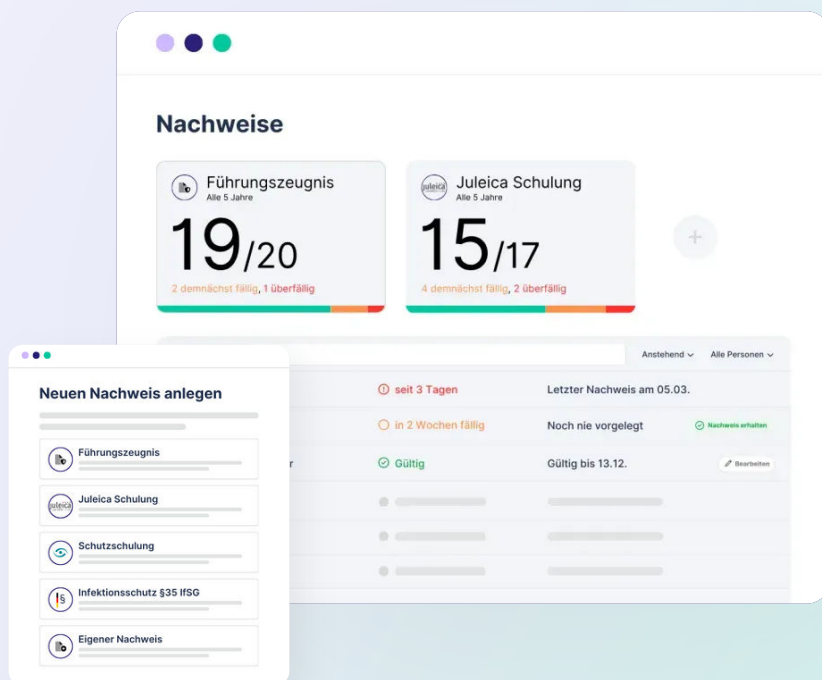 Nachweise
Führungszeugnis
Alle 5 Jahre
19/20
2 demnächst fällig, 1 überfällig
juleica
Juleica Schulung
Alle 5 Jahre
15/17
4 demnächst fällig, 2 überfällig
+
Anstehend Alle Personen
seit 3 Tagen Letzter Nachweis am 05.03.
in 2 Wochen fällig Noch nie vorgelegt Nachweis erhalten
r Gültig Gültig bis 13.12. Bearbeiten
Neuen Nachweis anlegen
Führungszeugnis
juleica
Juleica Schulung
Schutzschulung
§
Infektionsschutz §35 IfSG
Eigener Nachweis